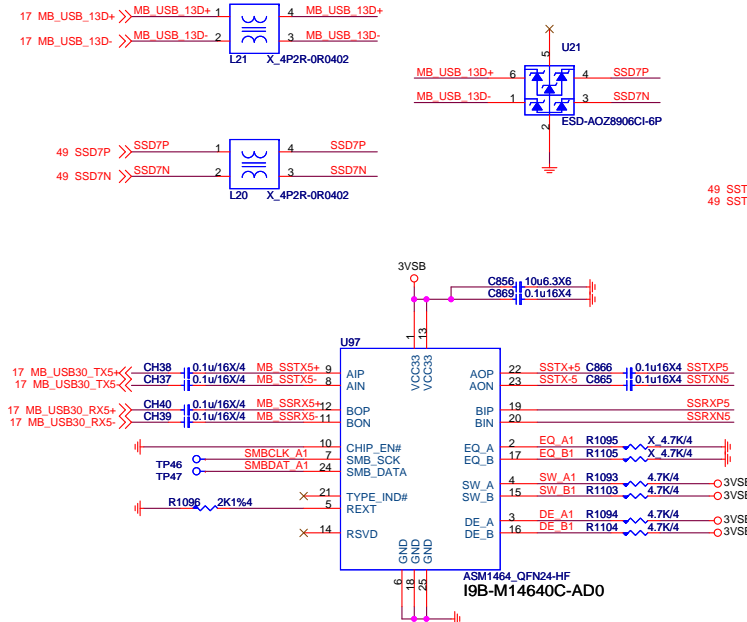 17 MB_USB_13D+ MB_USB_13D+ 1 4 MB_USB_13D+
17 MB_USB_13D- MB_USB_13D- 2 3 MB_USB_13D-
L21 X_4P2R-0R0402
U21
5
MB_USB_13D+ 6 4 SSD7P
MB_USB_13D- 1 3 SSD7N
ESD-AOZ8906CI-6P
2
49 SSD7P SSD7P 1 4 SSD7P
49 SSD7N SSD7N 2 3 SSD7N
L20 X_4P2R-0R0402
49 SST
49 SST
3VSB
C856 10u6.3X6
C869 0.1u16X4
U97
1 13
VCC33 VCC33
17 MB_USB30_TX5+ CH38 0.1u/16X/4 MB_SSTX5+ 9 AIP AOP 22 SSTX+5 C866 0.1u16X4 SSTXP5
17 MB_USB30_TX5- CH37 0.1u/16X/4 MB_SSTX5- 8 AIN AON 23 SSTX-5 C865 0.1u16X4 SSTXN5
17 MB_USB30_RX5+ CH40 0.1u/16X/4 MB_SSRX5+ 12 BOP BIP 19 SSRXP5
17 MB_USB30_RX5- CH39 0.1u/16X/4 MB_SSRX5- 11 BON BIN 20 SSRXN5
10 CHIP_EN# EQ_A 2 EQ_A1 R1095 X_4.7K/4
TP46 SMBCLK_A1 7 SMB_SCK EQ_B 17 EQ_B1 R1105 X_4.7K/4
TP47 SMBDAT_A1 24 SMB_DATA
SW_A 4 SW_A1 R1093 4.7K/4 3VSB
21 TYPE_IND# SW_B 15 SW_B1 R1103 4.7K/4 3VSB
R1096 2K1%4 5 REXT
DE_A 3 DE_A1 R1094 4.7K/4 3VSB
14 RSVD DE_B 16 DE_B1 R1104 4.7K/4 3VSB
GND GND GND
6 18 25
ASM1464_QFN24-HF
I9B-M14640C-AD0